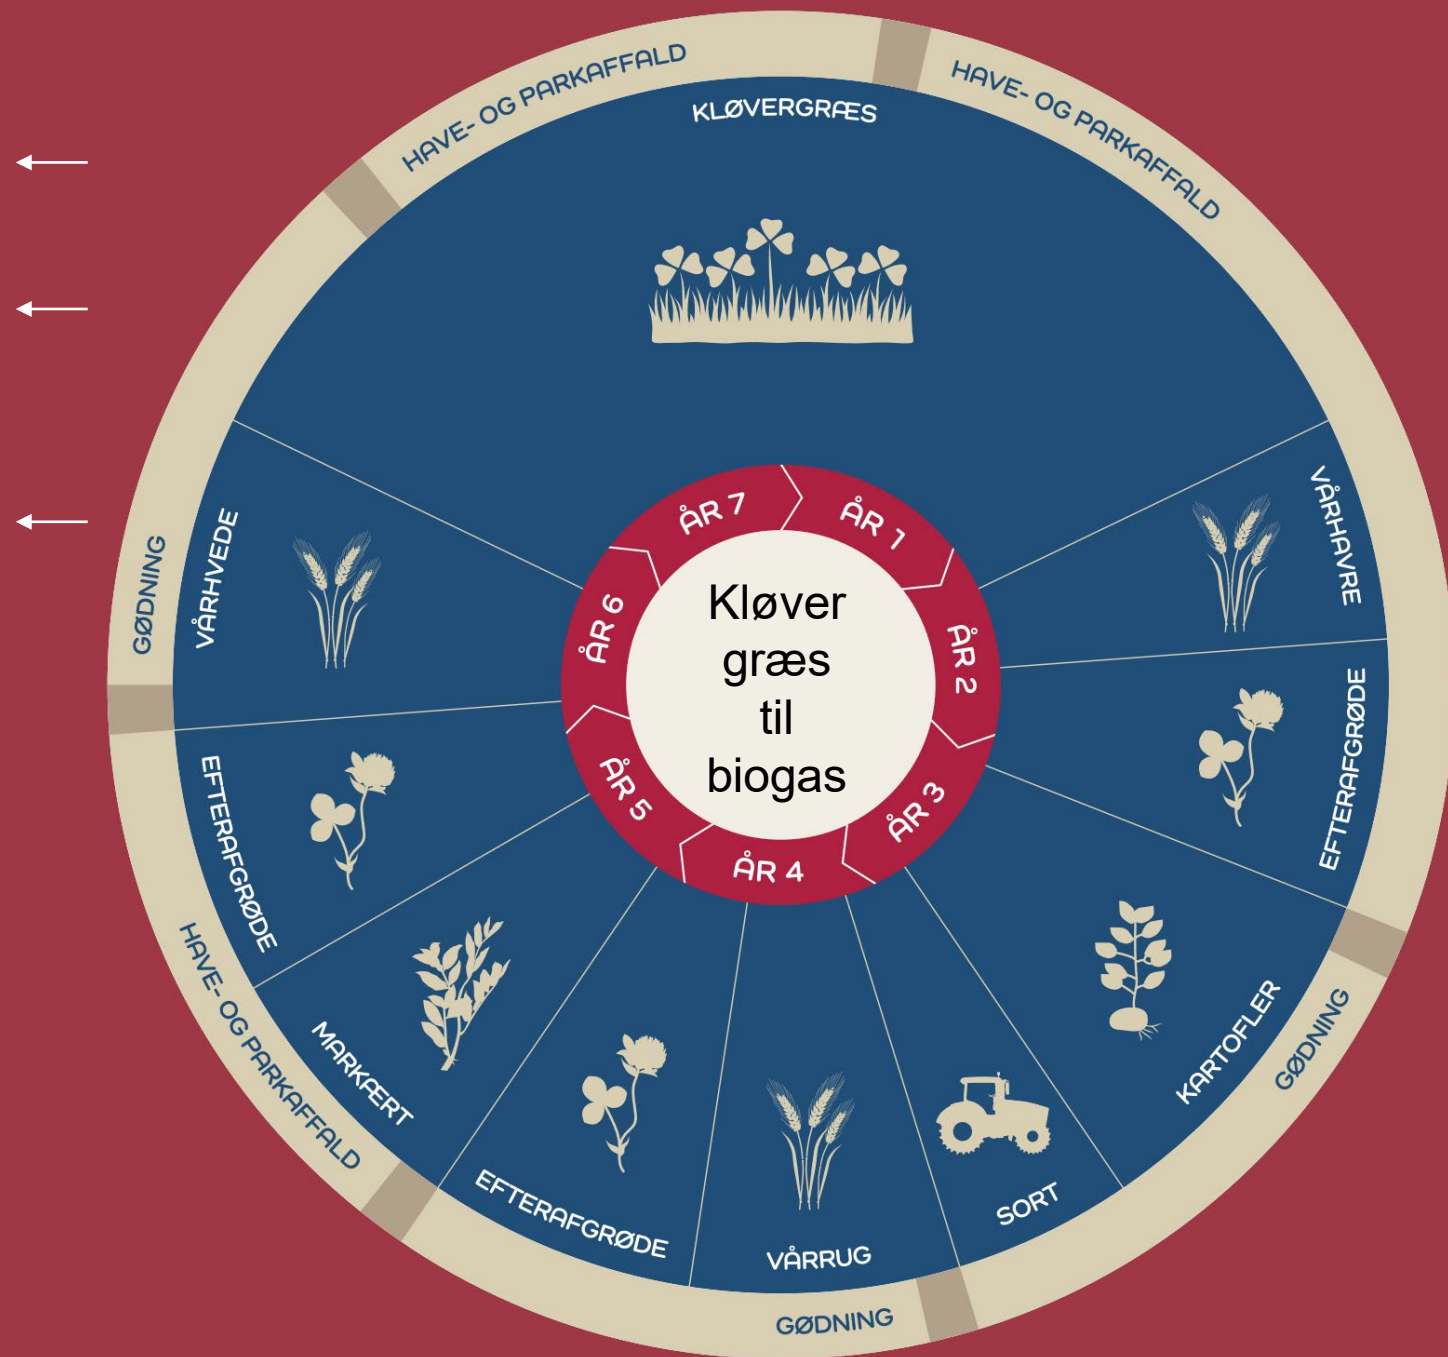 HAVE- OG PARKAFFALD
HAVE- OG PARKAFFALD
KLØVERGRÆS
VÅRHAVRE
EFTERAFGRØDE
KARTOFLER
GØDNING
SORT
VÅRRUG
GØDNING
EFTERAFGRØDE
MARKÆRT
HAVE- OG PARKAFFALD
EFTERAFGRØDE
VÅRHVEDE
GØDNING
ÅR 1
ÅR 2
ÅR 3
ÅR 4
ÅR 5
ÅR 6
ÅR 7
Kløver
græs
til
biogas